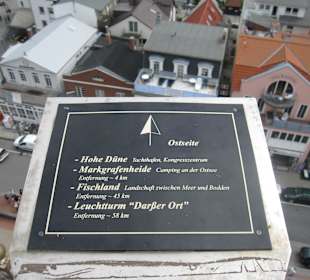 Ostseite
- Hohe Düne Yachthafen, Kongresszentrum
- Markgrafenheide Camping an der Ostsee
Entfernung ~ 4 km
- Fischland Landschaft zwischen Meer und Bodden
Entfernung ~ 45 km
- Leuchtturm "Darßer Ort"
Entfernung ~ 58 km